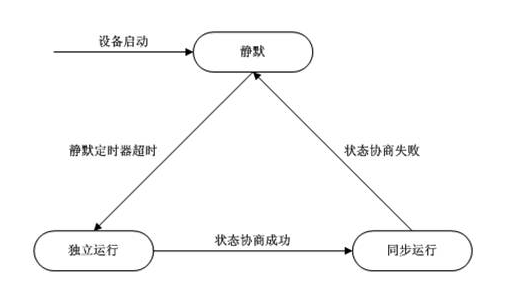 设备启动
静默
静默定时器超时
状态协商失败
独立运行
状态协商成功
同步运行